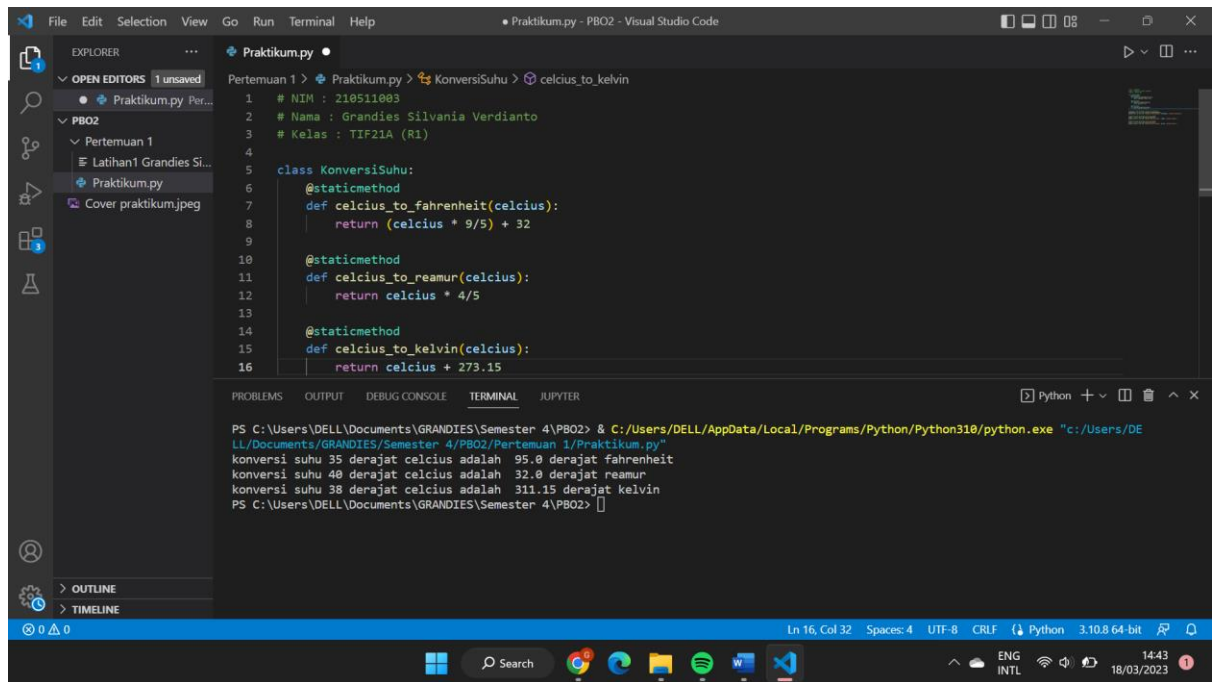 File Edit Selection View Go Run Terminal Help ● Praktikum.py - PBO2 - Visual Studio Code
EXPLORER ···
OPEN EDITORS 1 unsaved
● Praktikum.py Per...
PBO2
Pertemuan 1
Latihan1 Grandies Si...
Praktikum.py
Cover praktikum.jpeg
OUTLINE
TIMELINE
1
3
Praktikum.py ●
Pertemuan 1 > Praktikum.py > KonversiSuhu > celcius_to_kelvin
1 # NIM : 210511003
2 # Nama : Grandies Silvania Verdianto
3 # Kelas : TIF21A (R1)
4
5 class KonversiSuhu:
6 @staticmethod
7 def celcius_to_fahrenheit(celcius):
8 return (celcius * 9/5) + 32
9
10 @staticmethod
11 def celcius_to_reamur(celcius):
12 return celcius * 4/5
13
14 @staticmethod
15 def celcius_to_kelvin(celcius):
16 return celcius + 273.15
PROBLEMS OUTPUT DEBUG CONSOLE TERMINAL JUPYTER Python
PS C:\Users\DELL\Documents\GRANDIES\Semester 4\PBO2> & C:/Users/DELL/AppData/Local/Programs/Python/Python310/python.exe "c:/Users/DE
LL/Documents/GRANDIES/Semester 4/PBO2/Pertemuan 1/Praktikum.py"
konversi suhu 35 derajat celcius adalah  95.0 derajat fahrenheit
konversi suhu 40 derajat celcius adalah  32.0 derajat reamur
konversi suhu 38 derajat celcius adalah  311.15 derajat kelvin
PS C:\Users\DELL\Documents\GRANDIES\Semester 4\PBO2>
0 0 Ln 16, Col 32 Spaces: 4 UTF-8 CRLF Python 3.10.8 64-bit
Search
ENG
INTL
14:43
18/03/2023
1